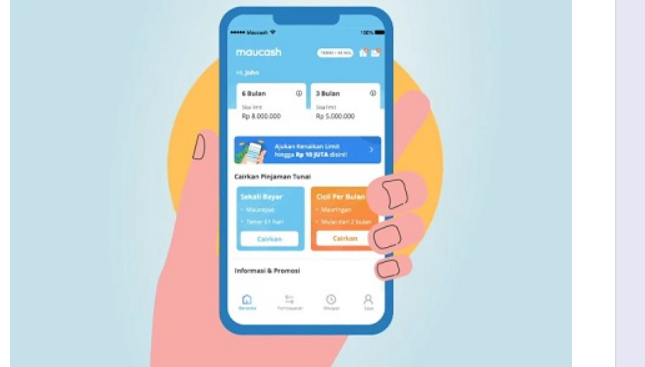 Maucash
100%
maucash
Hi, John
6 Bulan
3 Bulan
Sisa limit
Sisa limit
Rp 8.000.000
Rp 5.000.000
Ajukan Kenaikan Limit
hingga Rp 10 JUTA disini!
Cairkan Pinjaman Tunai
Sekali Bayar
Cicil Per Bulan
• Maucepat
• Mauringan
• Tenor 61 hari
• Mulai dari 2 bulan
Cairkan
Cairkan
Informasi & Promosi
Beranda
Pembayaran
Riwayat
Saya